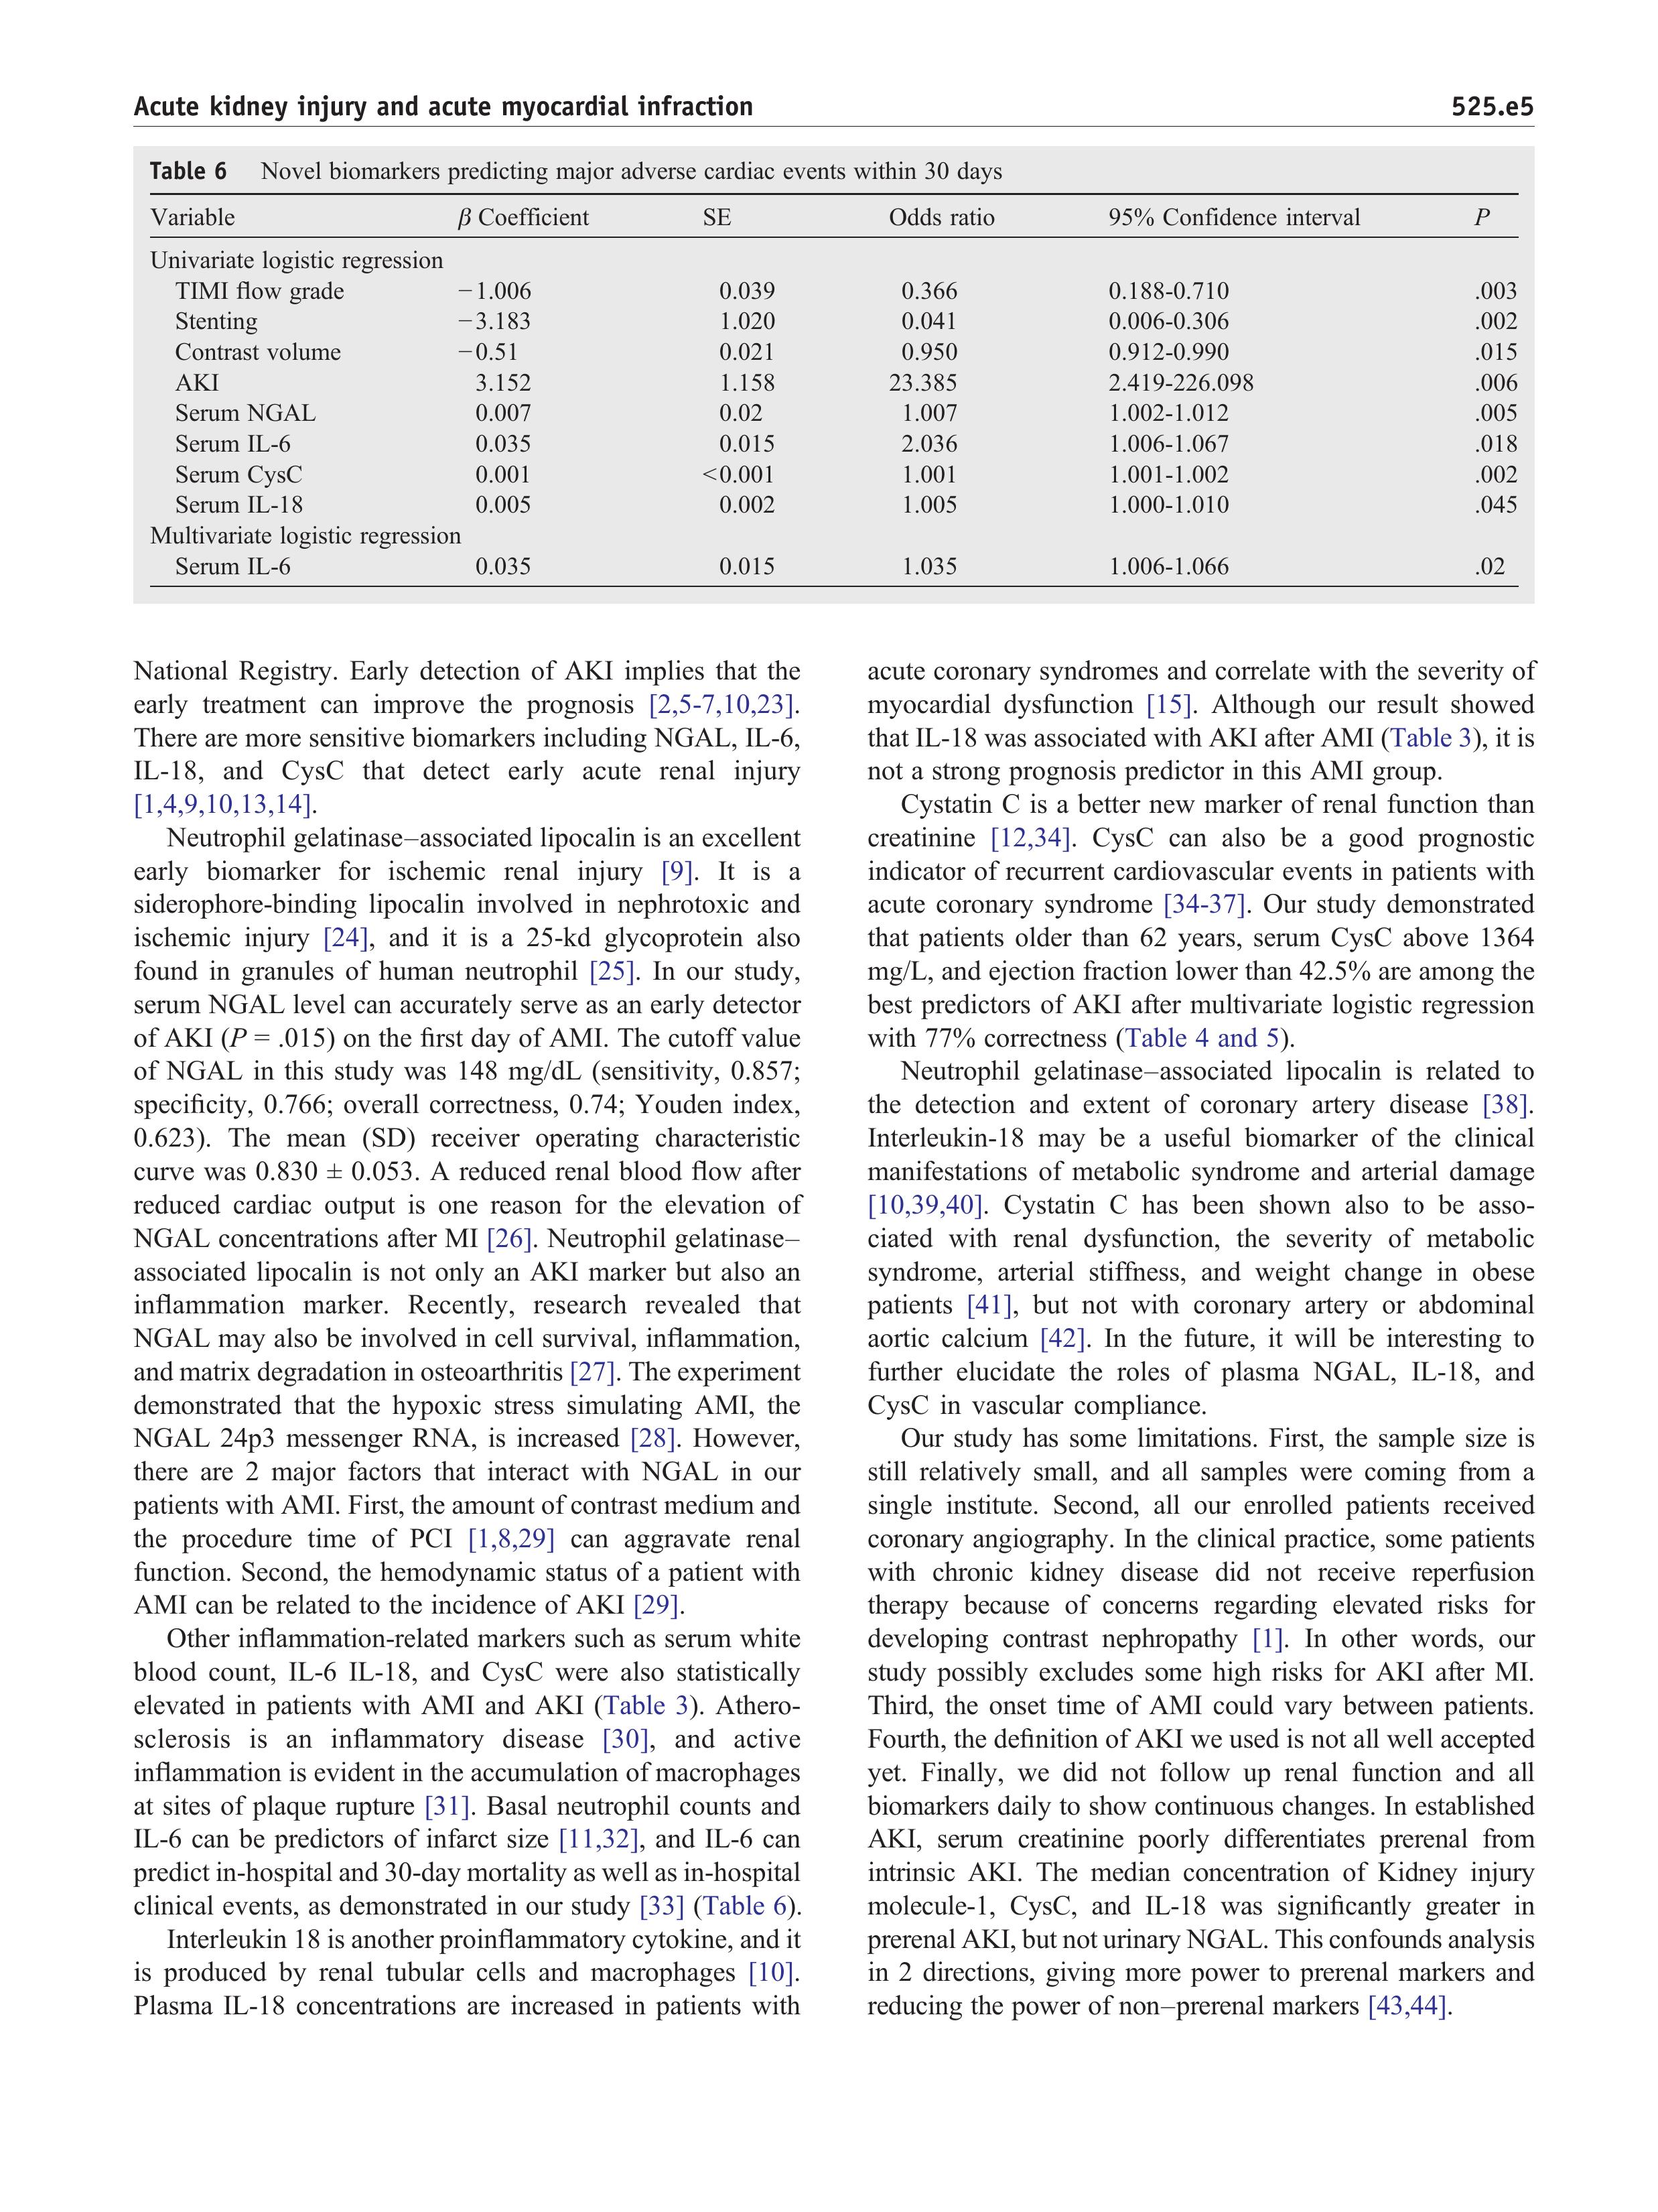 Acute kidney injury and acute myocardial infraction 525.e5
Table 6 Novel biomarkers predicting major adverse cardiac events within 30 days
Variable β Coefficient SE Odds ratio 95% Confidence interval P
Univariate logistic regression
TIMI flow grade −1.006 0.039 0.366 0.188-0.710 .003
Stenting −3.183 1.020 0.041 0.006-0.306 .002
Contrast volume −0.51 0.021 0.950 0.912-0.990 .015
AKI 3.152 1.158 23.385 2.419-226.098 .006
Serum NGAL 0.007 0.02 1.007 1.002-1.012 .005
Serum IL-6 0.035 0.015 2.036 1.006-1.067 .018
Serum CysC 0.001 <0.001 1.001 1.001-1.002 .002
Serum IL-18 0.005 0.002 1.005 1.000-1.010 .045
Multivariate logistic regression
Serum IL-6 0.035 0.015 1.035 1.006-1.066 .02
National Registry. Early detection of AKI implies that the
early treatment can improve the prognosis [2,5-7,10,23].
There are more sensitive biomarkers including NGAL, IL-6,
IL-18, and CysC that detect early acute renal injury
[1,4,9,10,13,14].
Neutrophil gelatinase–associated lipocalin is an excellent
early biomarker for ischemic renal injury [9]. It is a
siderophore-binding lipocalin involved in nephrotoxic and
ischemic injury [24], and it is a 25-kd glycoprotein also
found in granules of human neutrophil [25]. In our study,
serum NGAL level can accurately serve as an early detector
of AKI (P = .015) on the first day of AMI. The cutoff value
of NGAL in this study was 148 mg/dL (sensitivity, 0.857;
specificity, 0.766; overall correctness, 0.74; Youden index,
0.623). The mean (SD) receiver operating characteristic
curve was 0.830 ± 0.053. A reduced renal blood flow after
reduced cardiac output is one reason for the elevation of
NGAL concentrations after MI [26]. Neutrophil gelatinase–
associated lipocalin is not only an AKI marker but also an
inflammation marker. Recently, research revealed that
NGAL may also be involved in cell survival, inflammation,
and matrix degradation in osteoarthritis [27]. The experiment
demonstrated that the hypoxic stress simulating AMI, the
NGAL 24p3 messenger RNA, is increased [28]. However,
there are 2 major factors that interact with NGAL in our
patients with AMI. First, the amount of contrast medium and
the procedure time of PCI [1,8,29] can aggravate renal
function. Second, the hemodynamic status of a patient with
AMI can be related to the incidence of AKI [29].
Other inflammation-related markers such as serum white
blood count, IL-6 IL-18, and CysC were also statistically
elevated in patients with AMI and AKI (Table 3). Athero-
sclerosis is an inflammatory disease [30], and active
inflammation is evident in the accumulation of macrophages
at sites of plaque rupture [31]. Basal neutrophil counts and
IL-6 can be predictors of infarct size [11,32], and IL-6 can
predict in-hospital and 30-day mortality as well as in-hospital
clinical events, as demonstrated in our study [33] (Table 6).
Interleukin 18 is another proinflammatory cytokine, and it
is produced by renal tubular cells and macrophages [10].
Plasma IL-18 concentrations are increased in patients with
acute coronary syndromes and correlate with the severity of
myocardial dysfunction [15]. Although our result showed
that IL-18 was associated with AKI after AMI (Table 3), it is
not a strong prognosis predictor in this AMI group.
Cystatin C is a better new marker of renal function than
creatinine [12,34]. CysC can also be a good prognostic
indicator of recurrent cardiovascular events in patients with
acute coronary syndrome [34-37]. Our study demonstrated
that patients older than 62 years, serum CysC above 1364
mg/L, and ejection fraction lower than 42.5% are among the
best predictors of AKI after multivariate logistic regression
with 77% correctness (Table 4 and 5).
Neutrophil gelatinase–associated lipocalin is related to
the detection and extent of coronary artery disease [38].
Interleukin-18 may be a useful biomarker of the clinical
manifestations of metabolic syndrome and arterial damage
[10,39,40]. Cystatin C has been shown also to be asso-
ciated with renal dysfunction, the severity of metabolic
syndrome, arterial stiffness, and weight change in obese
patients [41], but not with coronary artery or abdominal
aortic calcium [42]. In the future, it will be interesting to
further elucidate the roles of plasma NGAL, IL-18, and
CysC in vascular compliance.
Our study has some limitations. First, the sample size is
still relatively small, and all samples were coming from a
single institute. Second, all our enrolled patients received
coronary angiography. In the clinical practice, some patients
with chronic kidney disease did not receive reperfusion
therapy because of concerns regarding elevated risks for
developing contrast nephropathy [1]. In other words, our
study possibly excludes some high risks for AKI after MI.
Third, the onset time of AMI could vary between patients.
Fourth, the definition of AKI we used is not all well accepted
yet. Finally, we did not follow up renal function and all
biomarkers daily to show continuous changes. In established
AKI, serum creatinine poorly differentiates prerenal from
intrinsic AKI. The median concentration of Kidney injury
molecule-1, CysC, and IL-18 was significantly greater in
prerenal AKI, but not urinary NGAL. This confounds analysis
in 2 directions, giving more power to prerenal markers and
reducing the power of non–prerenal markers [43,44].